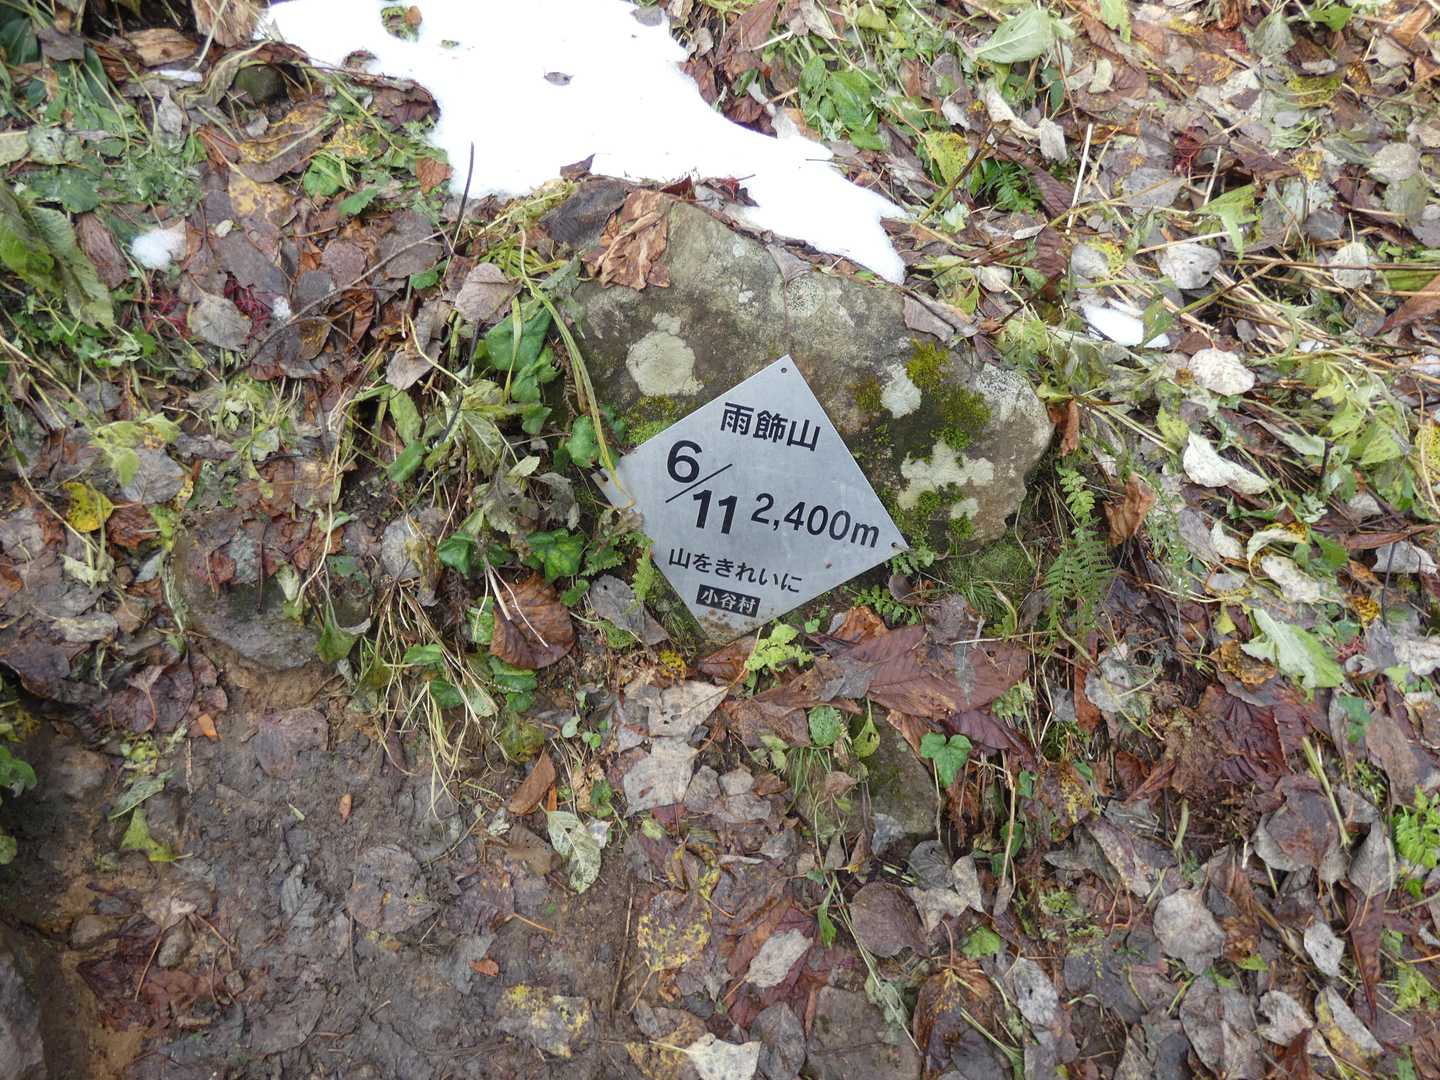 雨飾山
6/11 2,400m
山をきれいに
小谷村